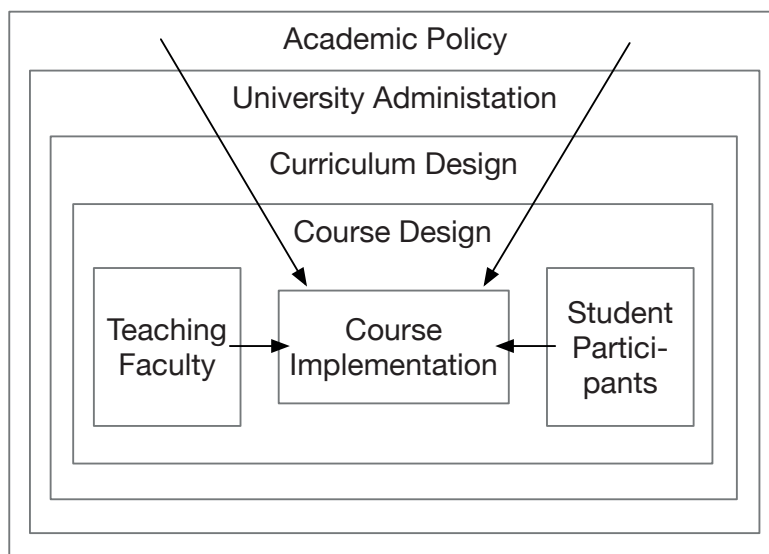 Academic Policy
University Administation
Curriculum Design
Course Design
Teaching
Faculty
Course
Implementation
Student
Partici-
pants